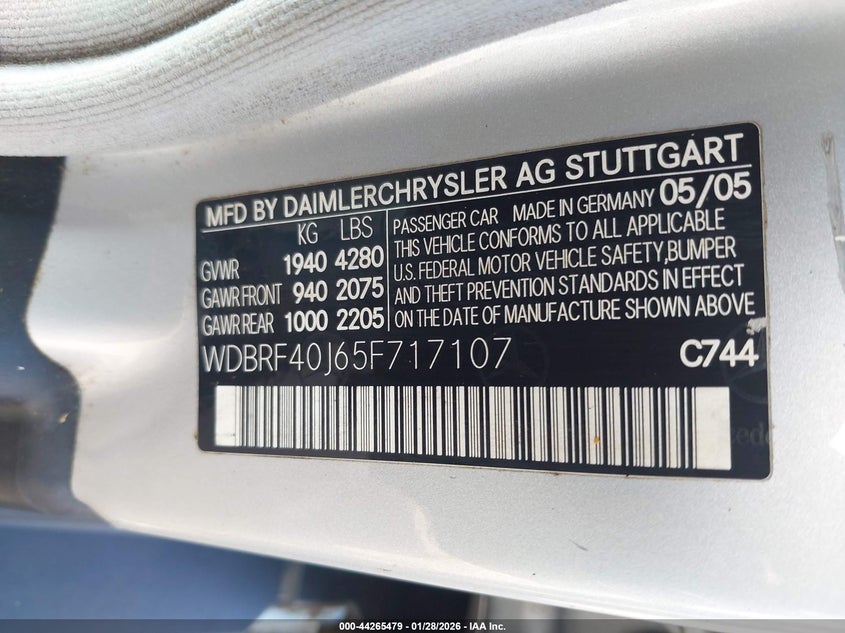 MFD BY DAIMLERCHRYSLER AG STUTTGART
KG LBS
GVWR 1940 4280
GAWR FRONT 940 2075
GAWR REAR 1000 2205
PASSENGER CAR MADE IN GERMANY 05/05
THIS VEHICLE CONFORMS TO ALL APPLICABLE
U.S. FEDERAL MOTOR VEHICLE SAFETY,BUMPER
AND THEFT PREVENTION STANDARDS IN EFFECT
ON THE DATE OF MANUFACTURE SHOWN ABOVE
WDBRF40J65F717107 C744
000-44265479 | 01/28/2026 | IAA Inc.